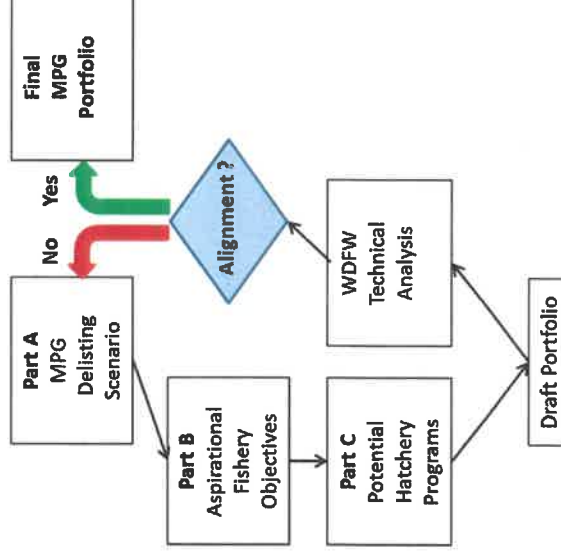 Part A
MPG
Delisting
Scenario
No
Yes
Final
MPG
Portfolio
Part B
Aspirational
Fishery
Objectives
Alignment ?
Part C
Potential
Hatchery
Programs
WDFW
Technical
Analysis
Draft Portfolio